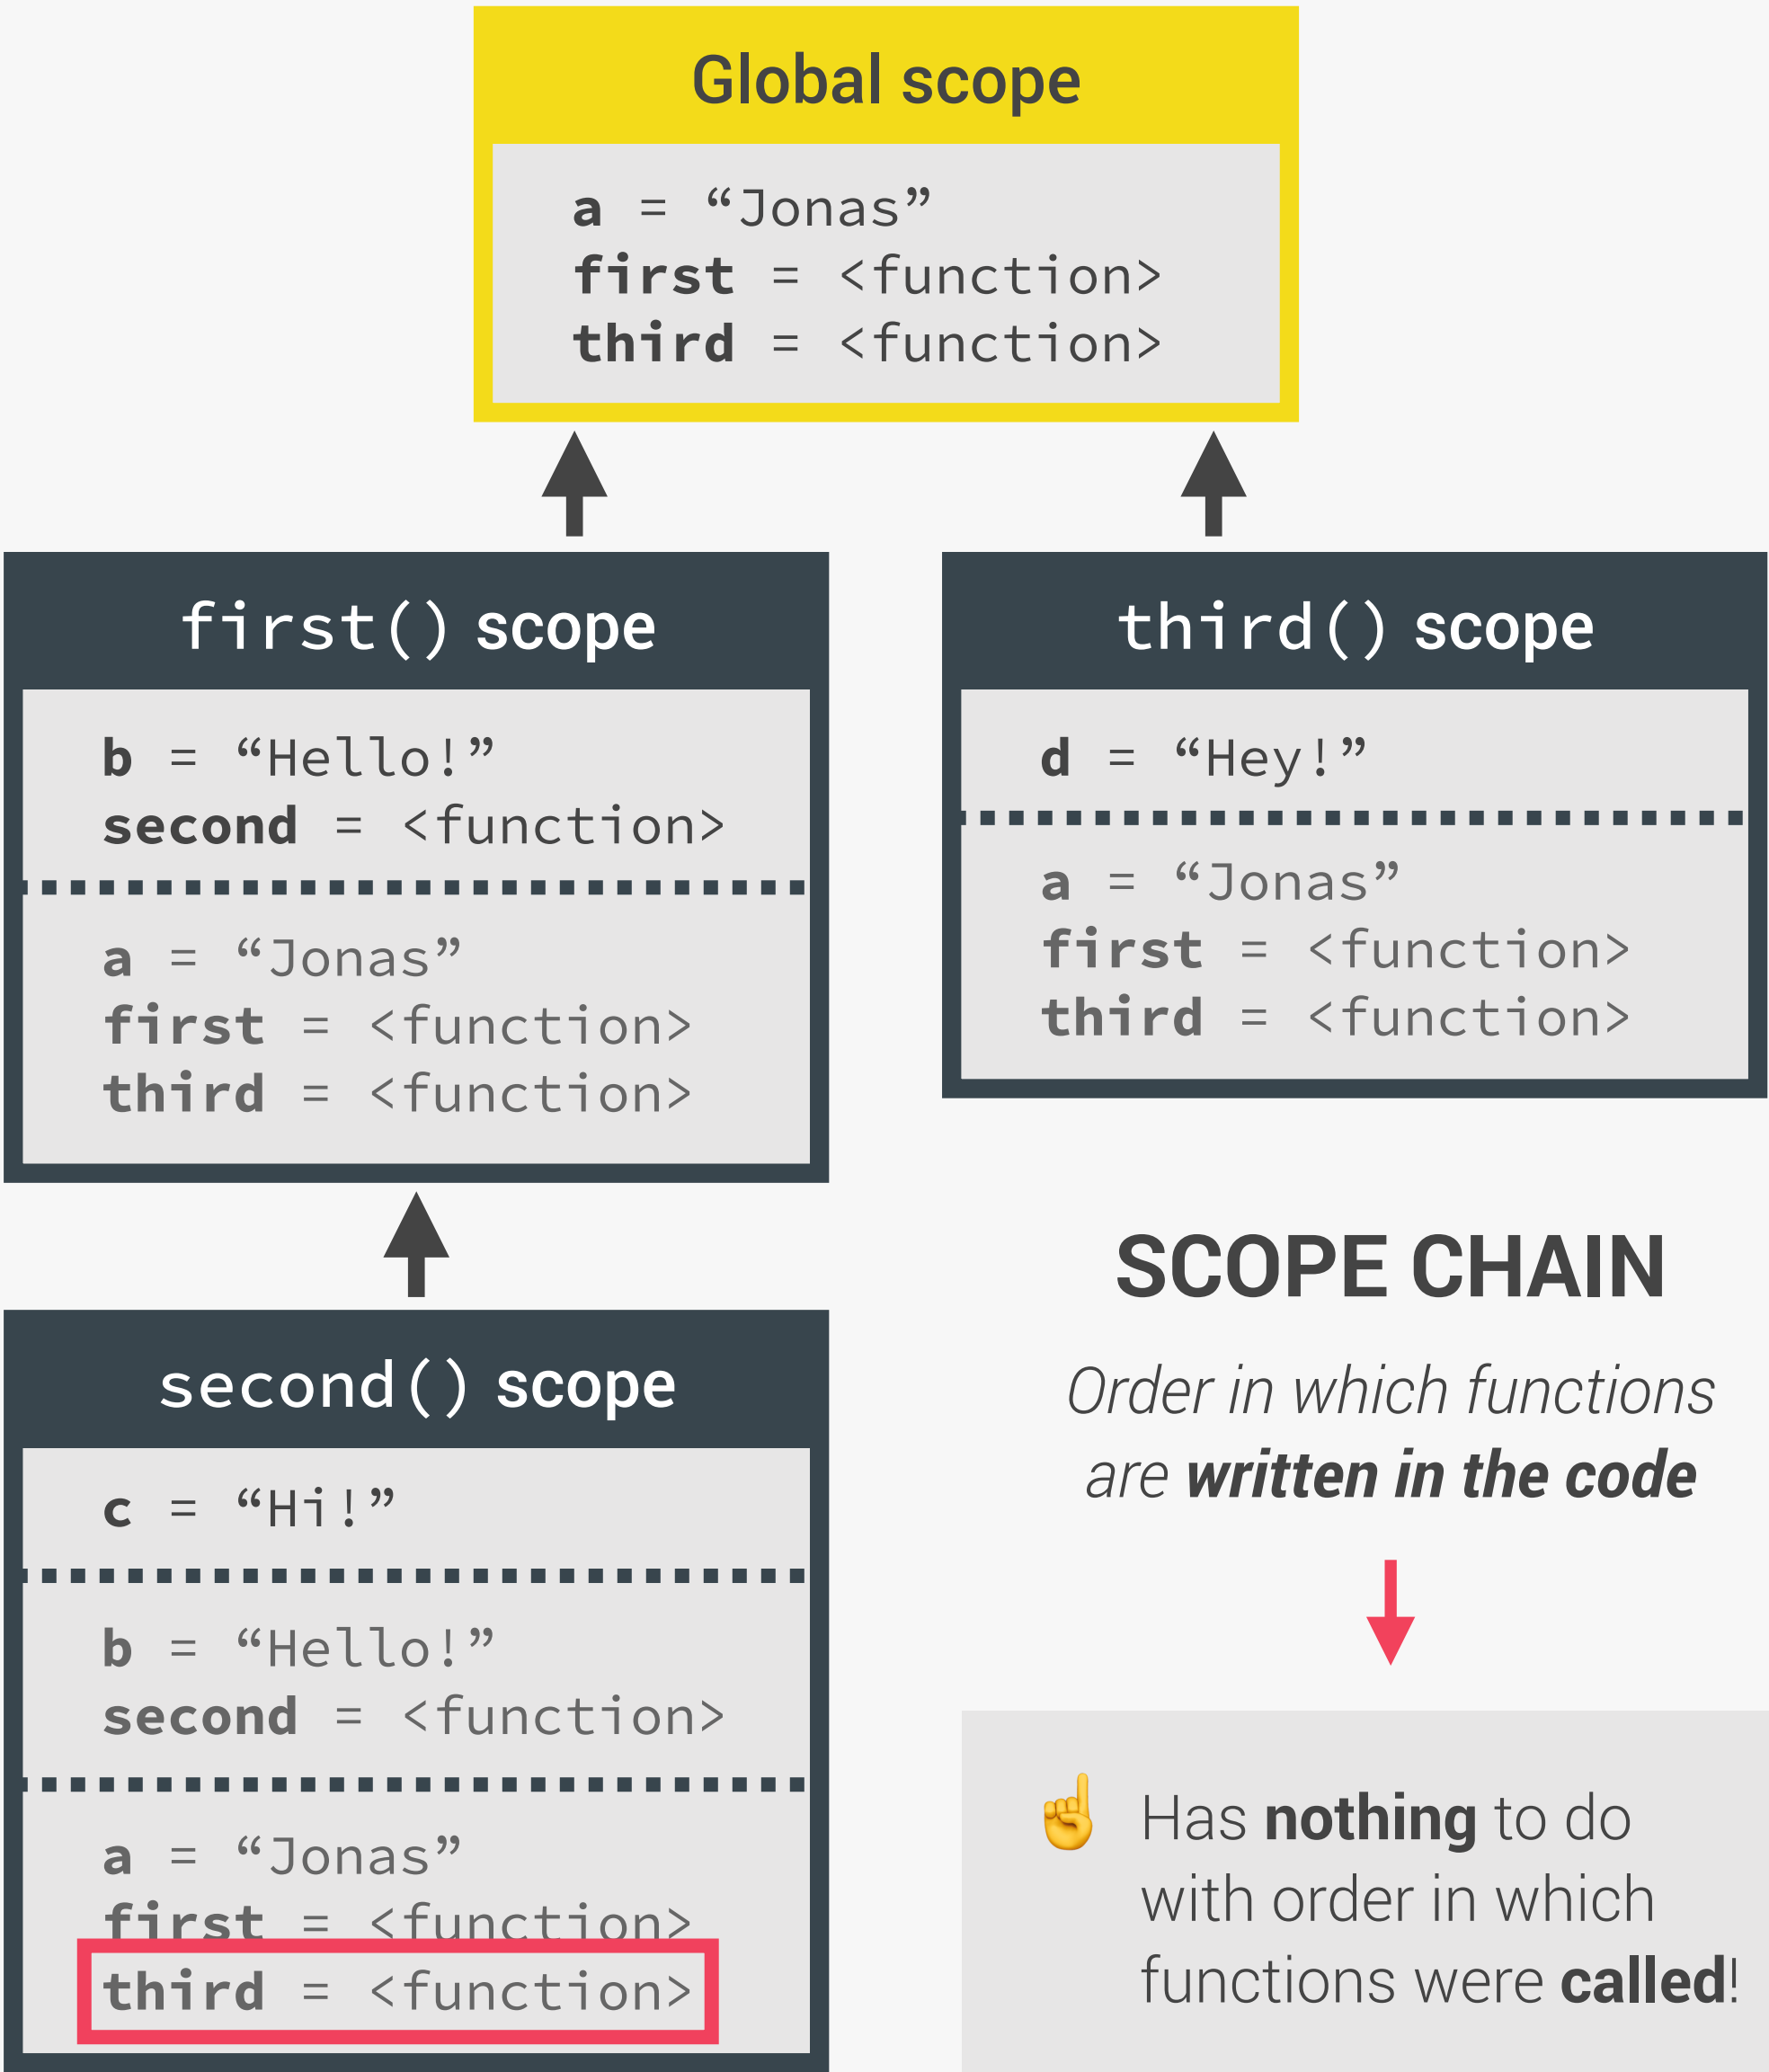 Global scope
a = “Jonas”
first = <function>
third = <function>
first() scope
b = “Hello!”
second = <function>
a = “Jonas”
first = <function>
third = <function>
third() scope
d = “Hey!”
a = “Jonas”
first = <function>
third = <function>
second() scope
c = “Hi!”
b = “Hello!”
second = <function>
a = “Jonas”
first = <function>
third = <function>
SCOPE CHAIN
Order in which functions
are written in the code
☝️ Has nothing to do
with order in which
functions were called!